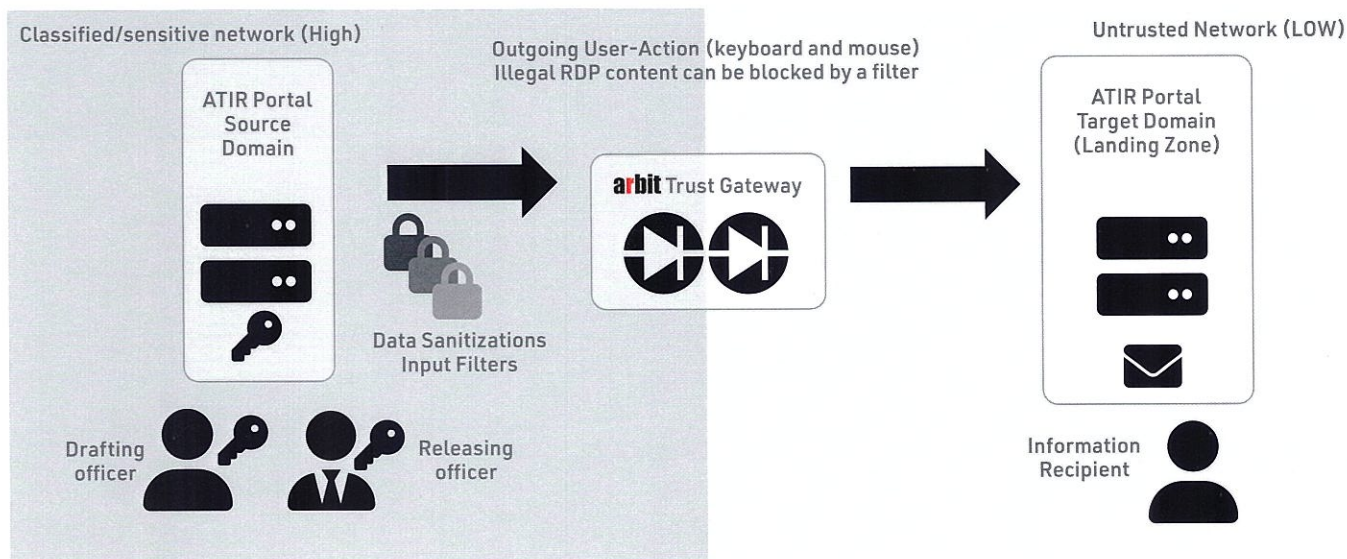 Classified/sensitive network (High)
ATIR Portal
Source
Domain
Outgoing User-Action (keyboard and mouse)
Illegal RDP content can be blocked by a filter
Untrusted Network (LOW)
ATIR Portal
Target Domain
(Landing Zone)
arbit Trust Gateway
Data Sanitizations
Input Filters
Drafting
officer
Releasing
officer
Information
Recipient